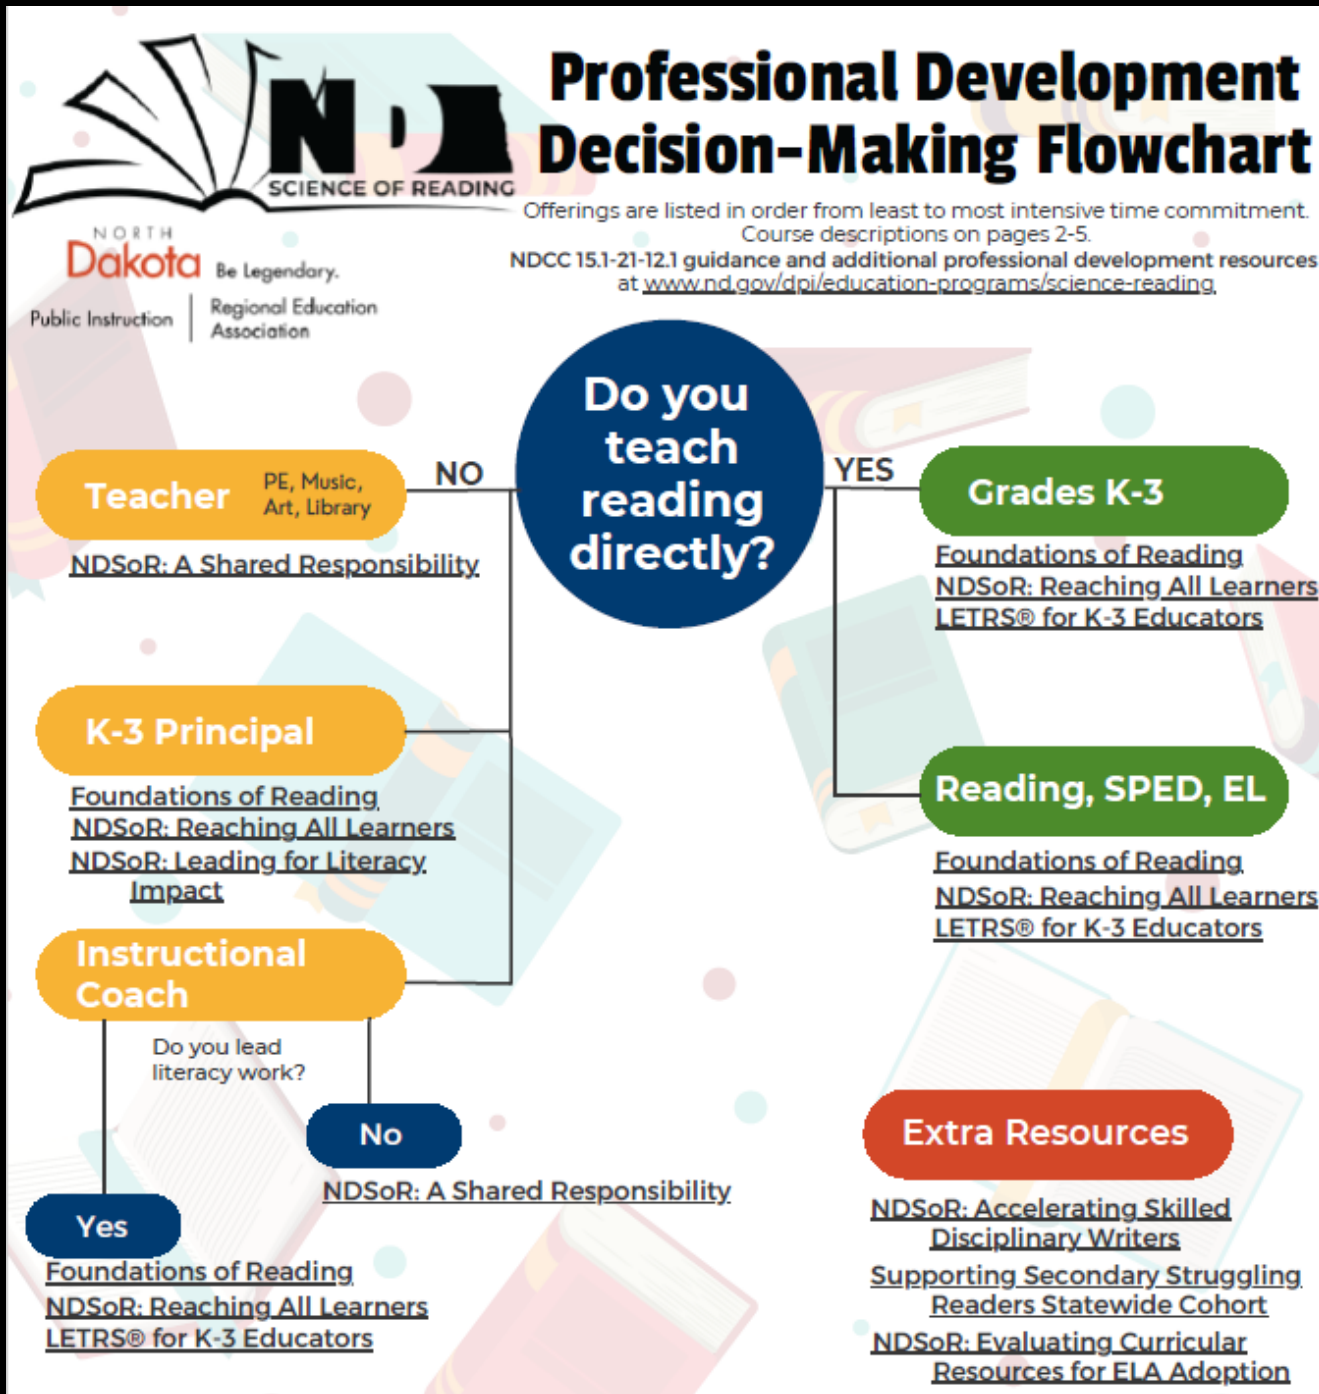 ND
SCIENCE OF READING
Professional Development
Decision-Making Flowchart
Offerings are listed in order from least to most intensive time commitment.
Course descriptions on pages 2-5.
NDCC 15.1-21-12.1 guidance and additional professional development resources
at www.nd.gov/dpi/education-programs/science-reading
NORTH
Dakota Be Legendary.
Public Instruction
Regional Education
Association
Do you
teach
reading
directly?
NO
YES
Teacher
PE, Music,
Art, Library
NDSoR: A Shared Responsibility
K-3 Principal
Foundations of Reading
NDSoR: Reaching All Learners
NDSoR: Leading for Literacy
Impact
Instructional
Coach
Do you lead
literacy work?
No
NDSoR: A Shared Responsibility
Yes
Foundations of Reading
NDSoR: Reaching All Learners
LETRS® for K-3 Educators
Grades K-3
Foundations of Reading
NDSoR: Reaching All Learners
LETRS® for K-3 Educators
Reading, SPED, EL
Foundations of Reading
NDSoR: Reaching All Learners
LETRS® for K-3 Educators
Extra Resources
NDSoR: Accelerating Skilled
Disciplinary Writers
Supporting Secondary Struggling
Readers Statewide Cohort
NDSoR: Evaluating Curricular
Resources for ELA Adoption